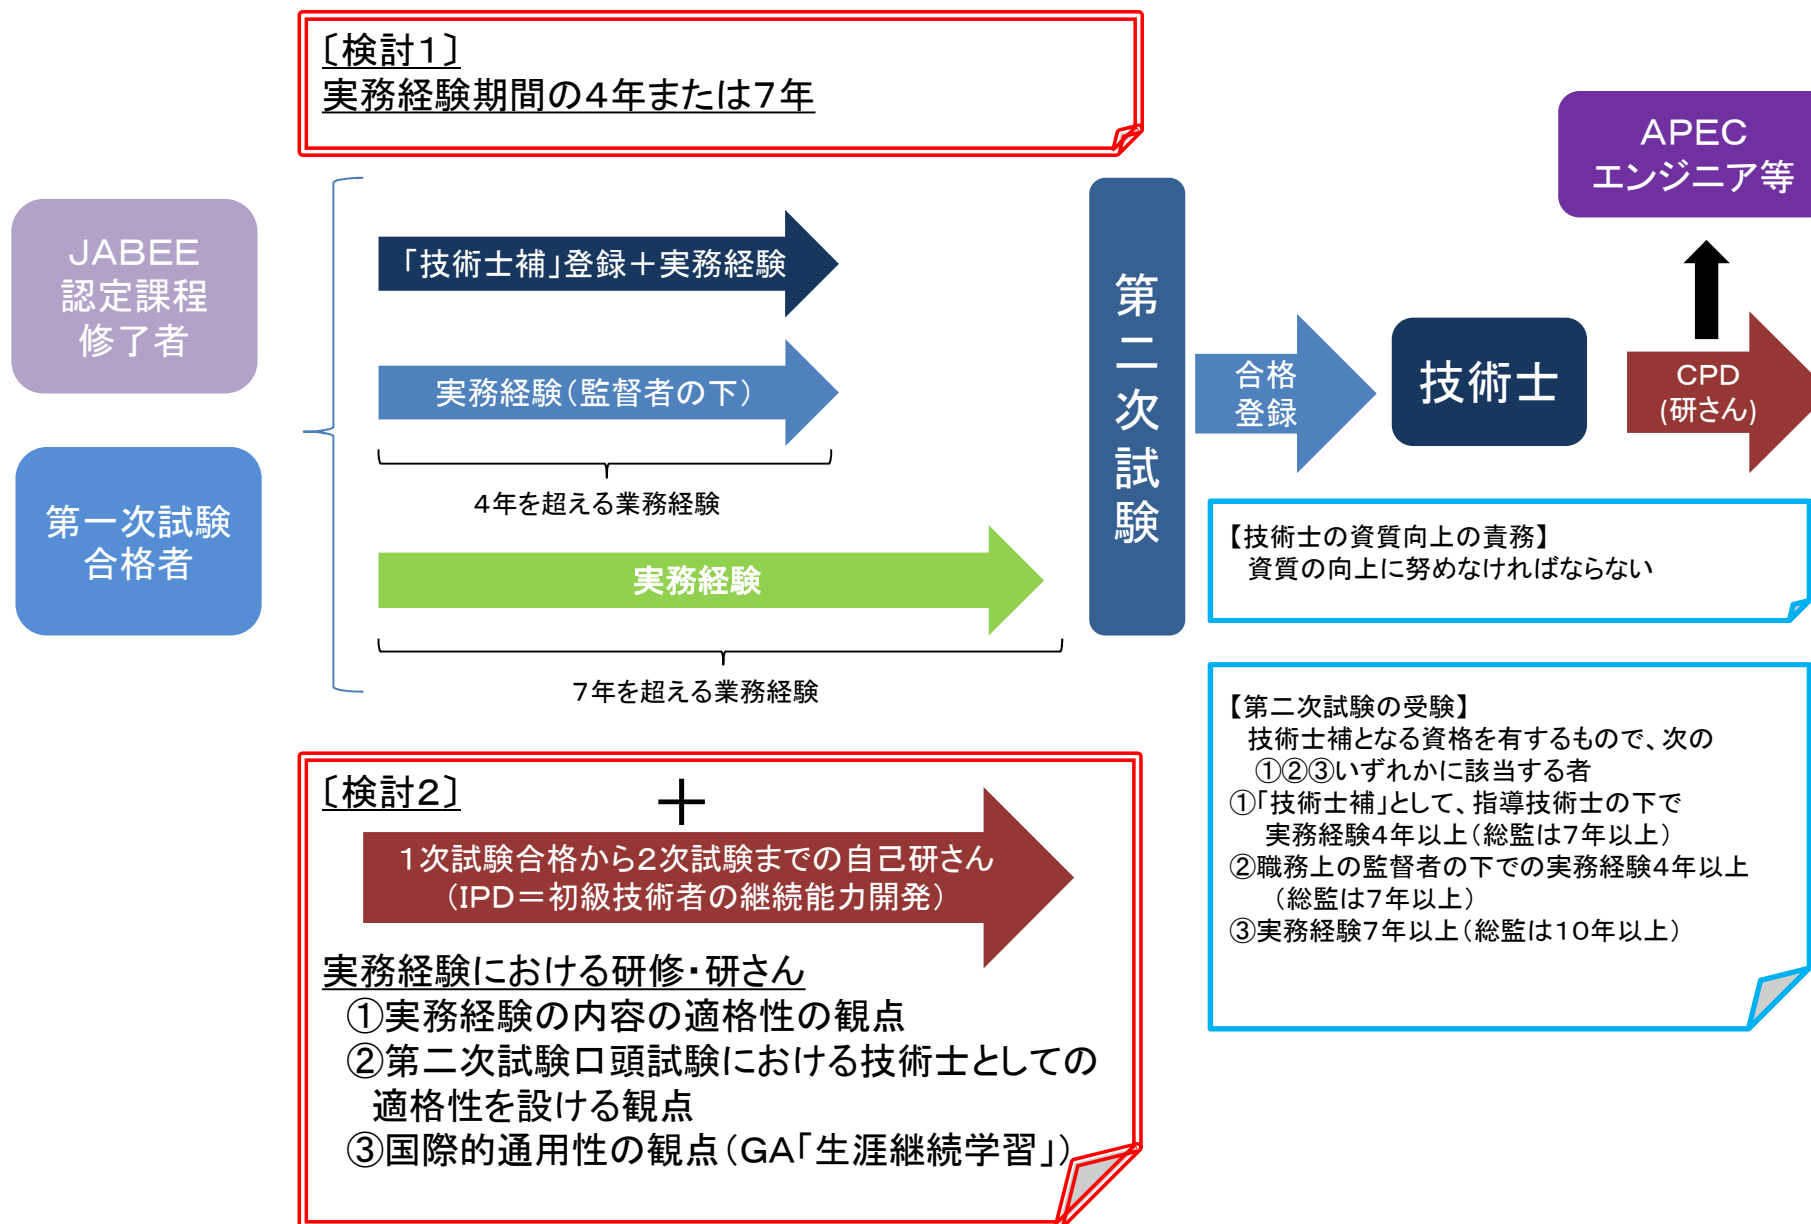 〔検討１〕
実務経験期間の４年または７年
APEC
エンジニア等
JABEE
認定課程
修了者
第一次試験
合格者
「技術士補」登録＋実務経験
実務経験（監督者の下）
４年を超える業務経験
実務経験
７年を超える業務経験
第二次試験
合格
登録
技術士
CPD
(研さん)
【技術士の資質向上の責務】
資質の向上に努めなければならない
【第二次試験の受験】
技術士補となる資格を有するもので、次の
①②③いずれかに該当する者
①「技術士補」として、指導技術士の下で
実務経験４年以上（総監は７年以上）
②職務上の監督者の下での実務経験４年以上
（総監は７年以上）
③実務経験７年以上（総監は１０年以上）
〔検討２〕
＋
１次試験合格から２次試験までの自己研さん
（IPD＝初級技術者の継続能力開発）
実務経験における研修・研さん
①実務経験の内容の適格性の観点
②第二次試験口頭試験における技術士としての
適格性を設ける観点
③国際的通用性の観点（GA「生涯継続学習」）